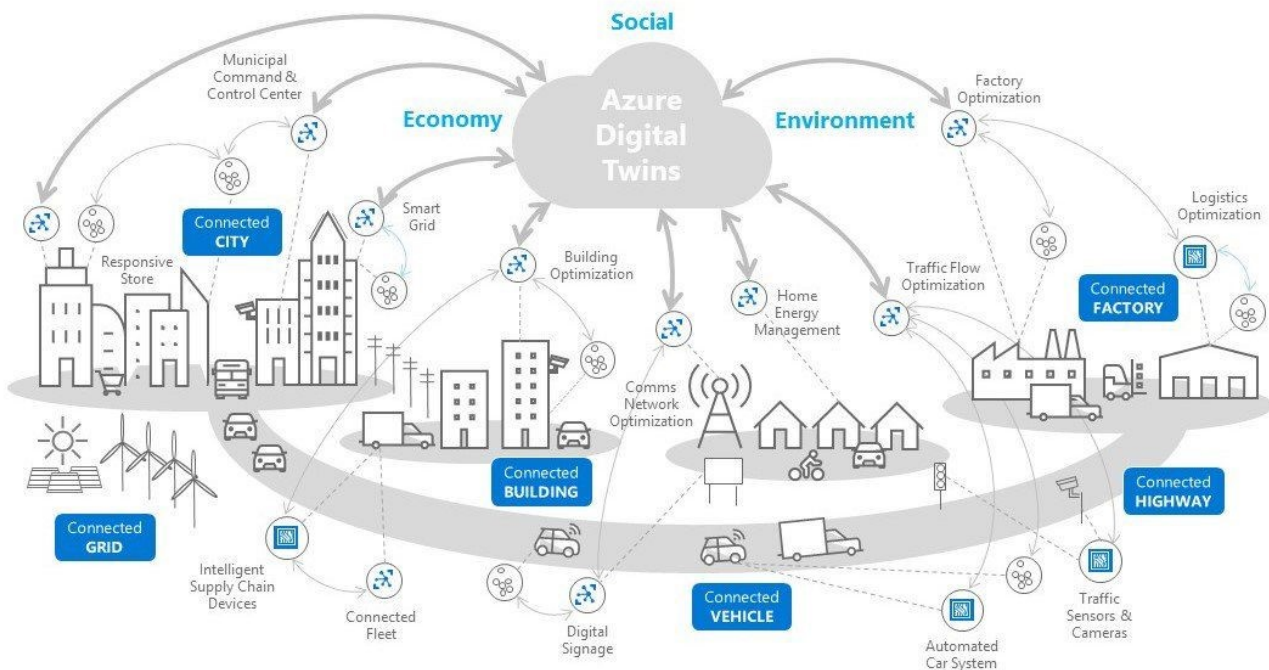 Social
Municipal
Command &
Control Center
Azure
Digital
Twins
Economy
Environment
Factory
Optimization
Connected
CITY
Smart
Grid
Responsive
Store
Building
Optimization
Home
Energy
Management
Traffic Flow
Optimization
Logistics
Optimization
Connected
FACTORY
Comms
Network
Optimization
Connected
GRID
Connected
BUILDING
Connected
HIGHWAY
Intelligent
Supply Chain
Devices
Connected
Fleet
Digital
Signage
Connected
VEHICLE
Automated
Car System
Traffic
Sensors &
Cameras